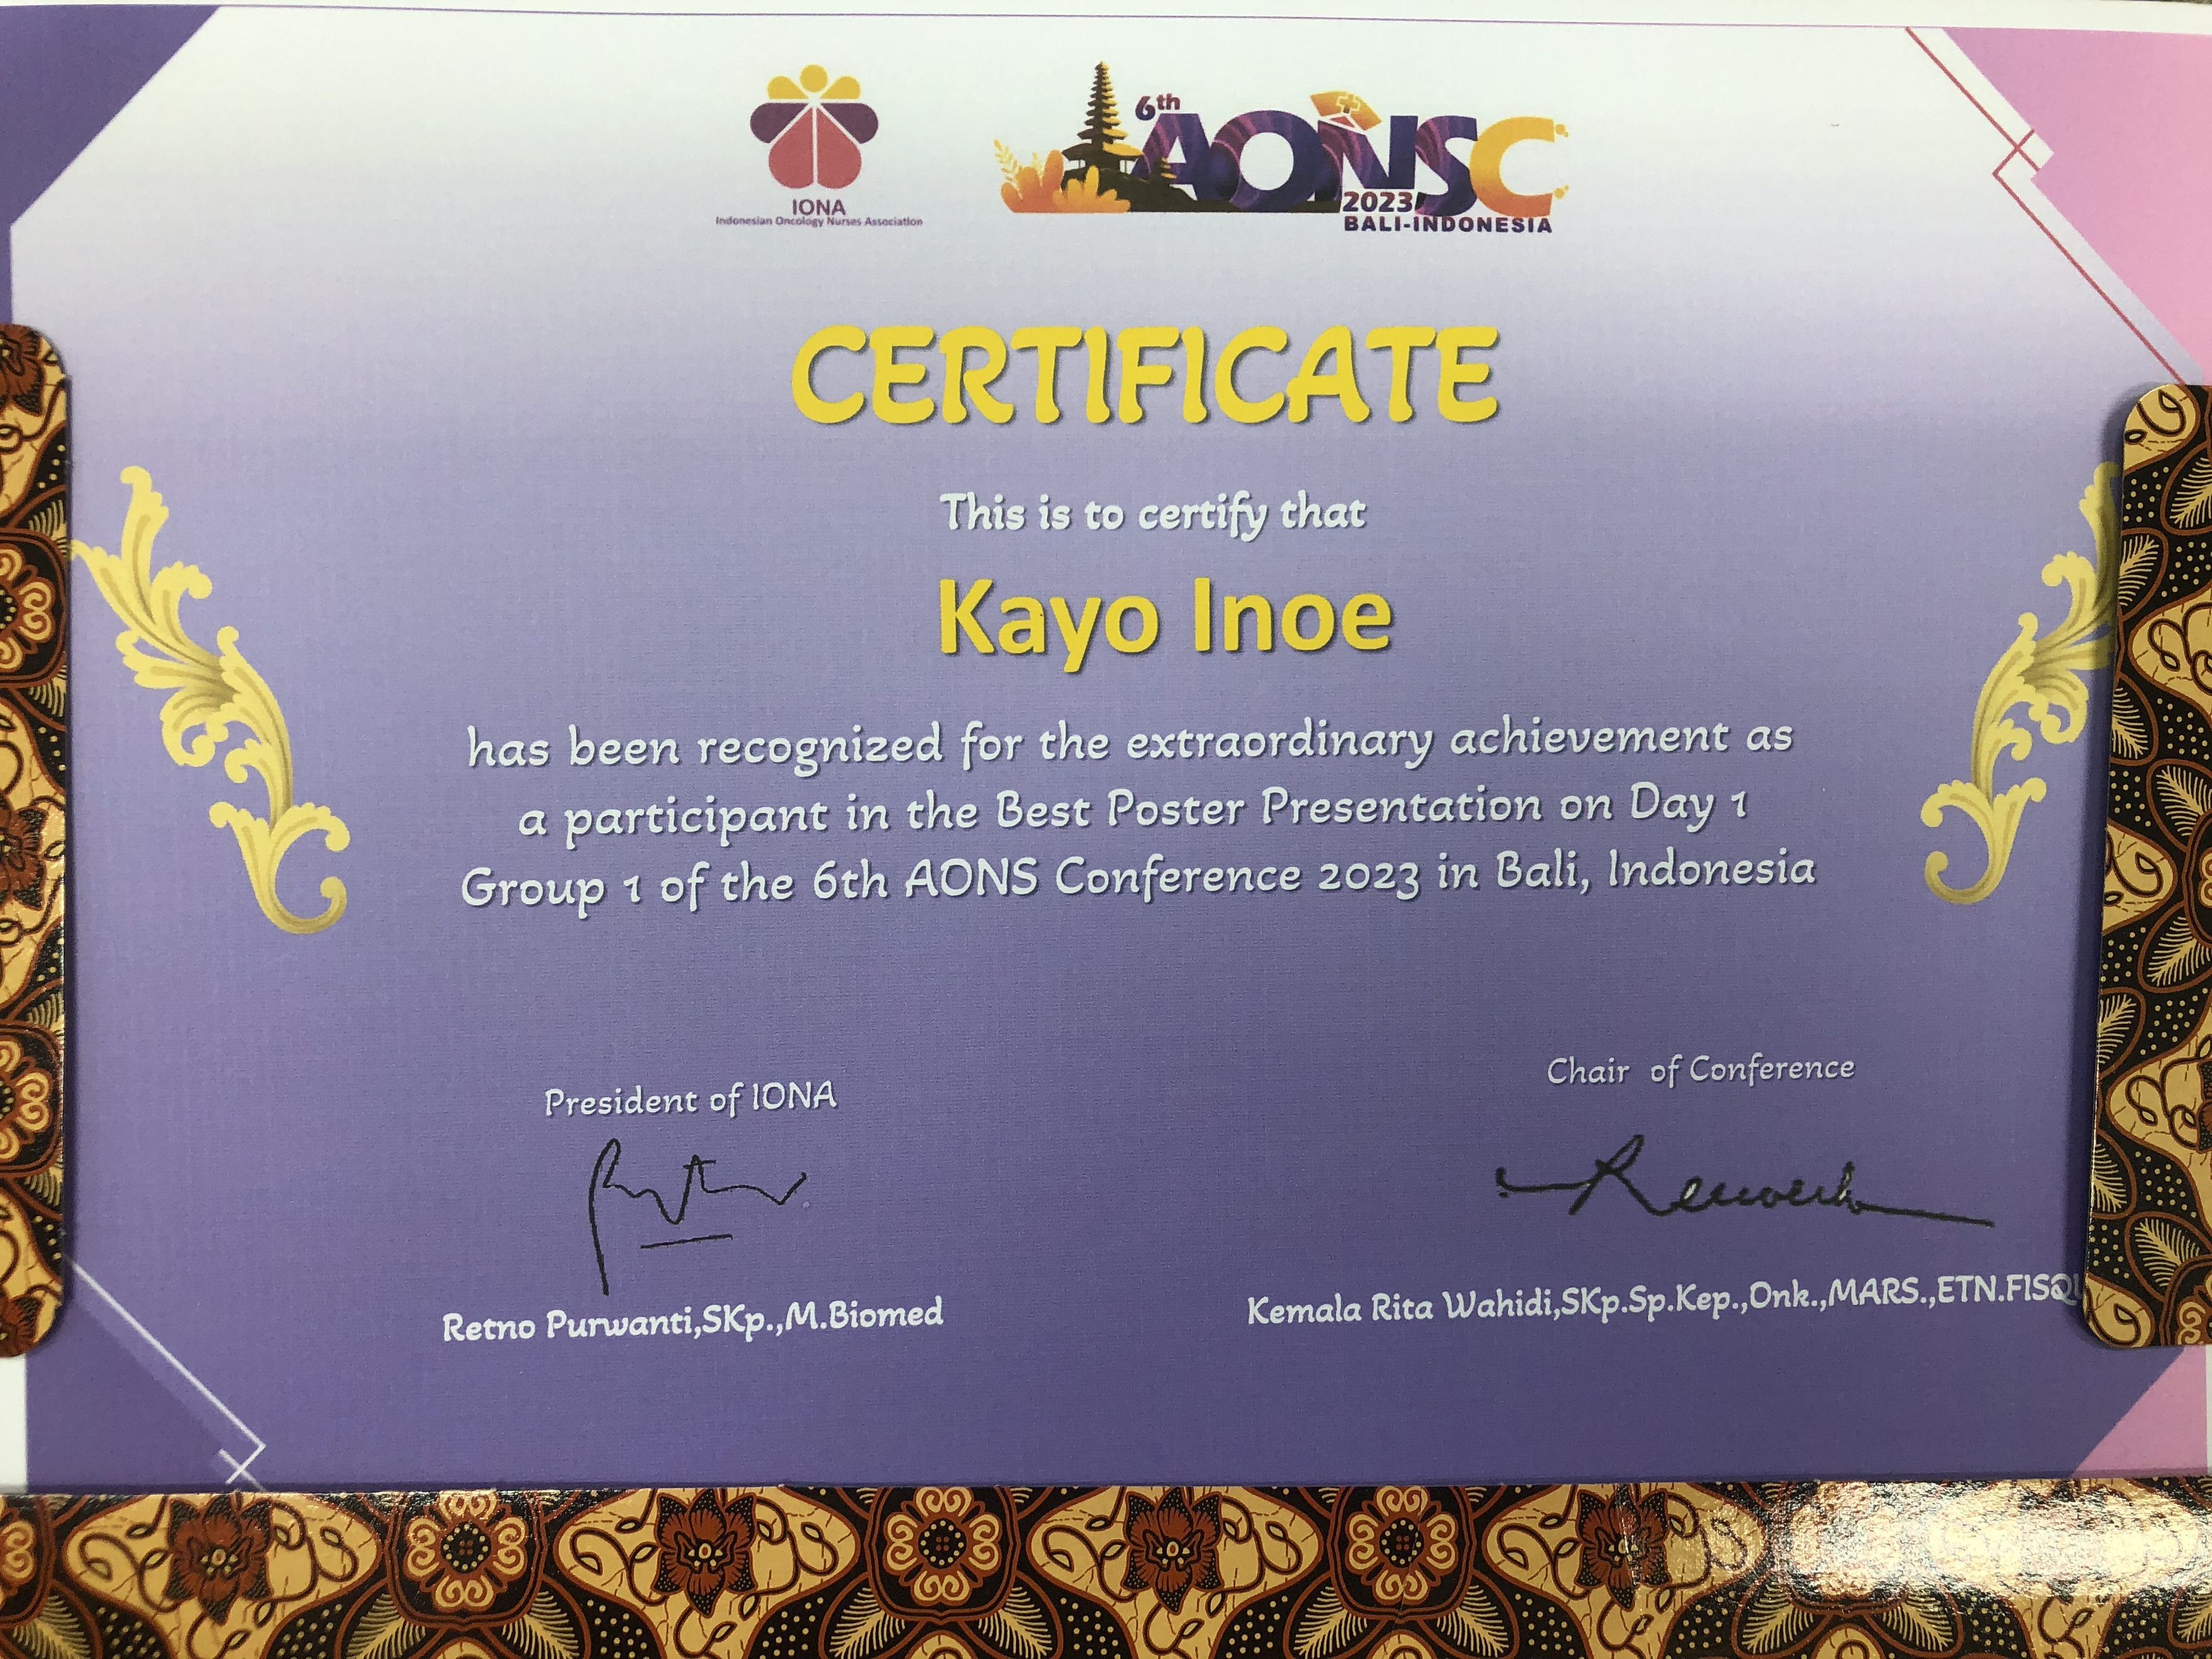 IONA
Indonesian Oncology Nurses Association
6th
AONSC
2023
BALI-INDONESIA
CERTIFICATE
This is to certify that
Kayo Inoe
has been recognized for the extraordinary achievement as
a participant in the Best Poster Presentation on Day 1
Group 1 of the 6th AONS Conference 2023 in Bali, Indonesia
President of IONA
Chair of Conference
Retno Purwanti,SKp.,M.Biomed
Kemala Rita Wahidi,SKp.Sp.Kep.,Onk.,MARS.,ETN.